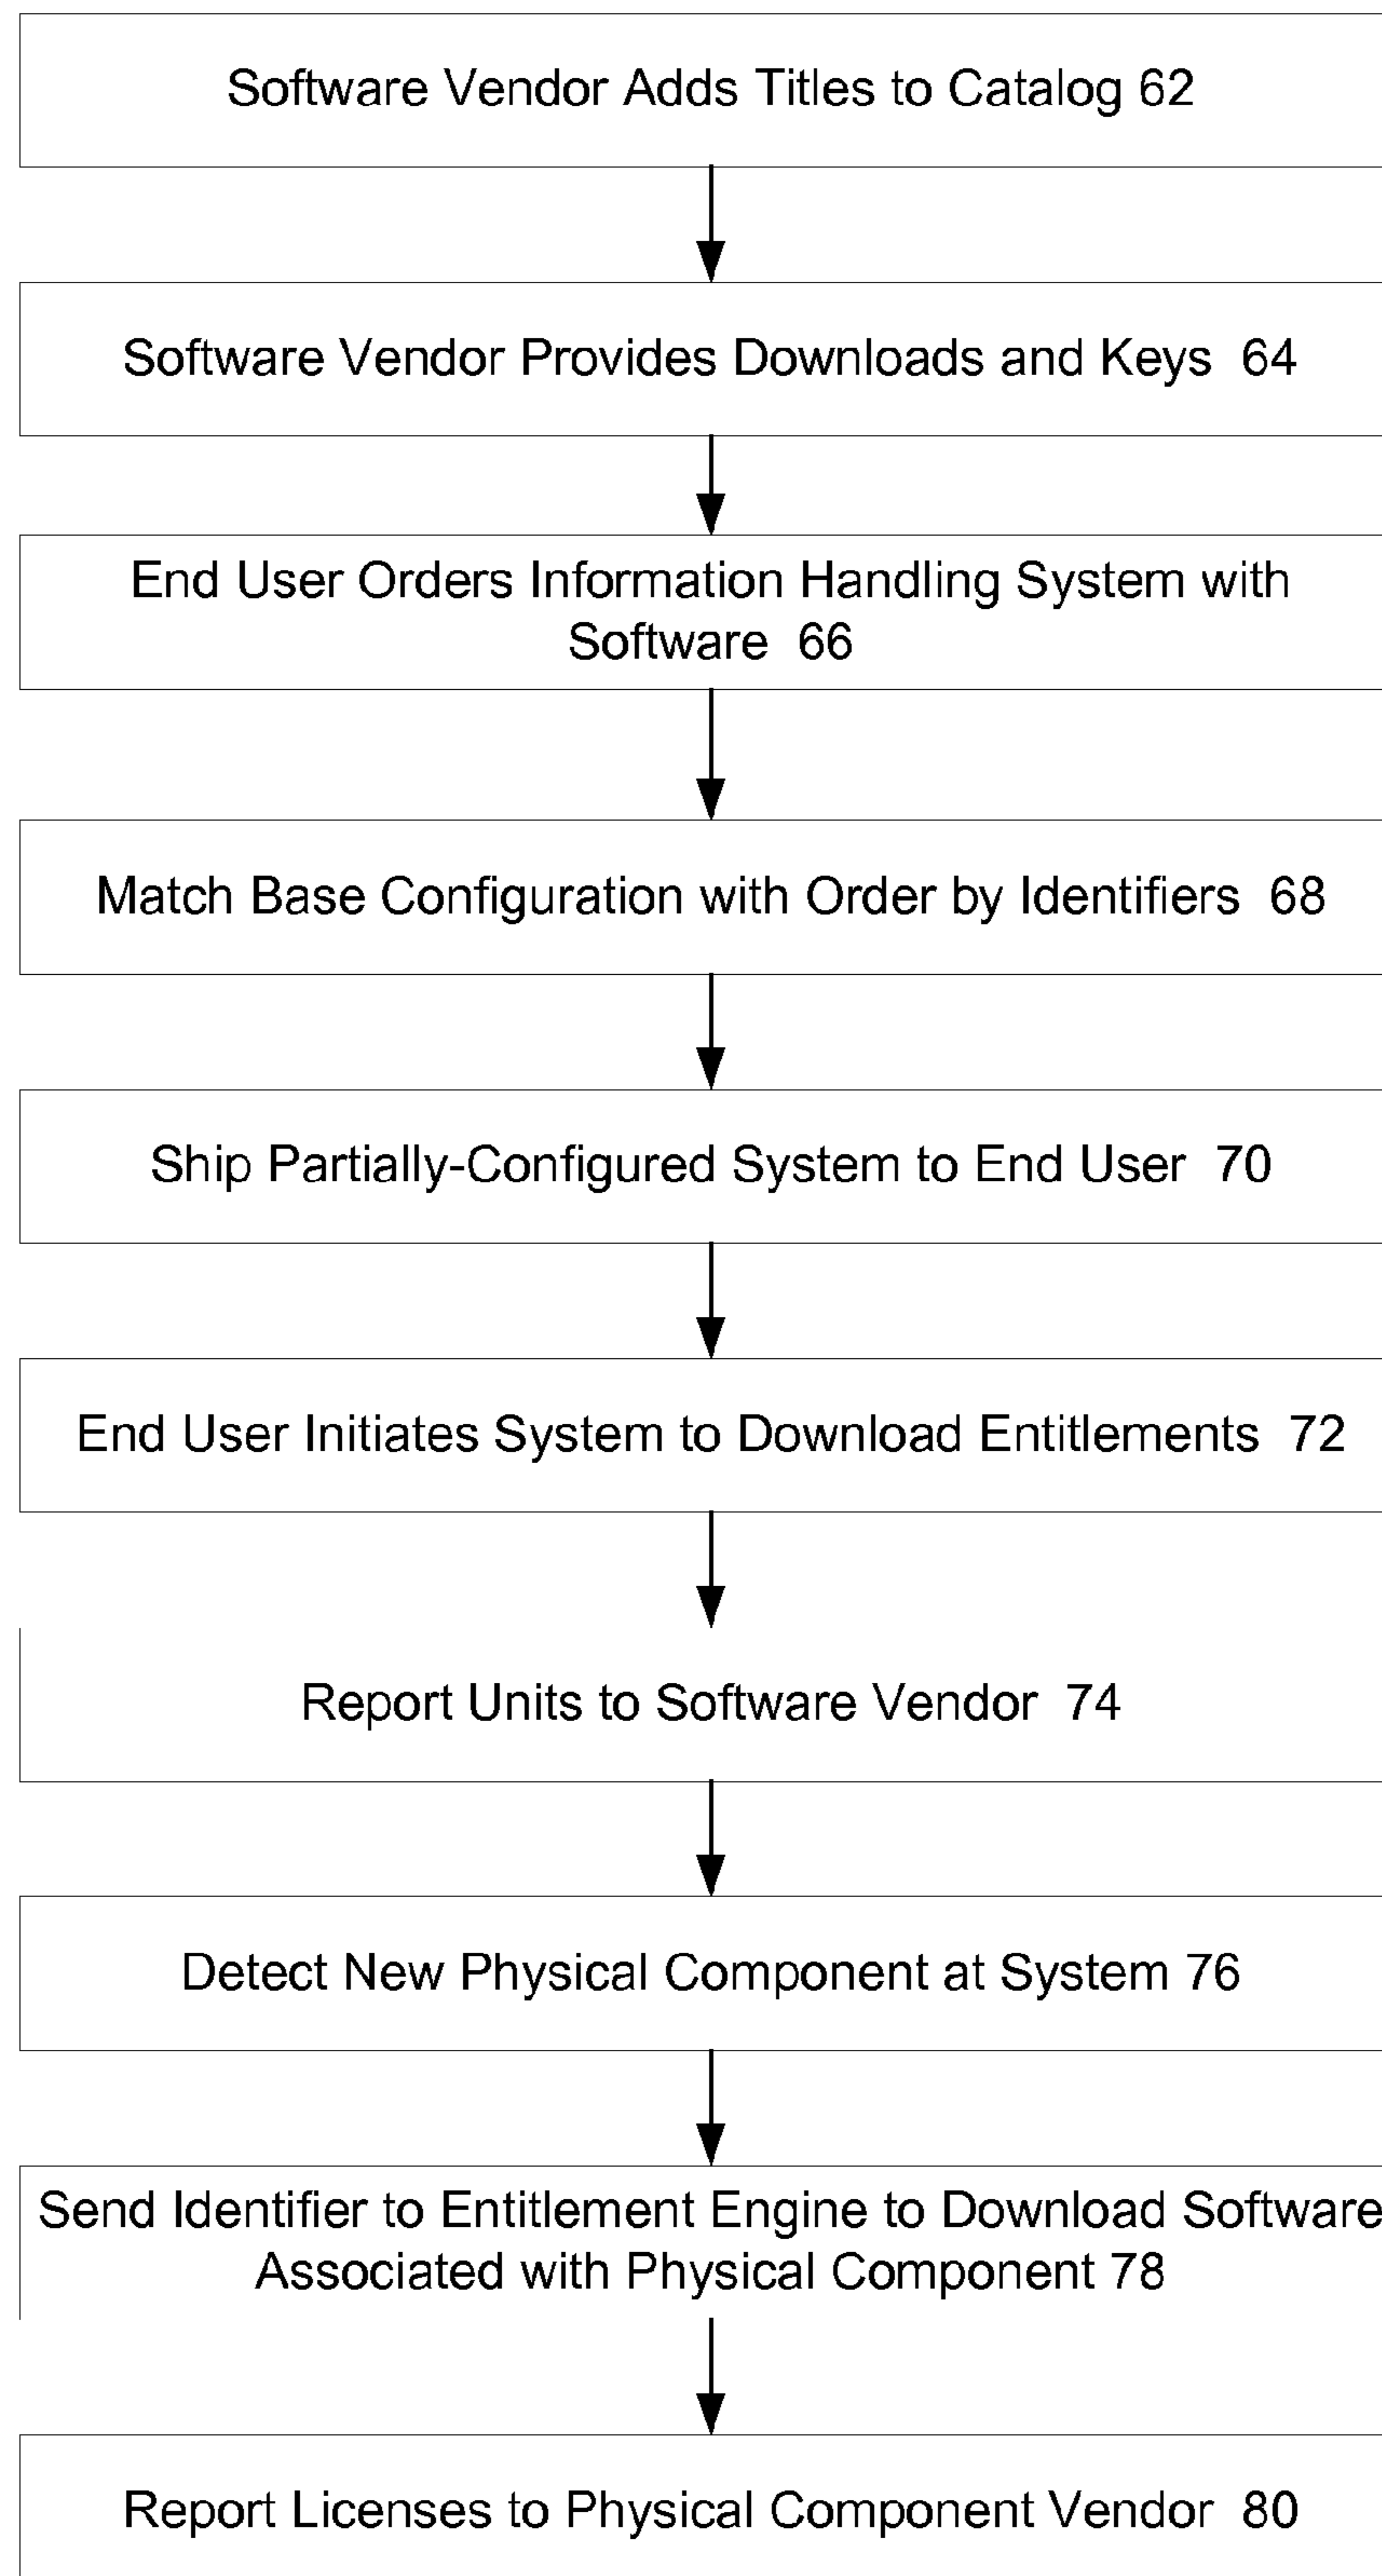 Software Vendor Adds Titles to Catalog 62
Software Vendor Provides Downloads and Keys 64
End User Orders Information Handling System with
Software 66
Match Base Configuration with Order by Identifiers 68
Ship Partially-Configured System to End User 70
End User Initiates System to Download Entitlements 72
Report Units to Software Vendor 74
Detect New Physical Component at System 76
Send Identifier to Entitlement Engine to Download Software
Associated with Physical Component 78
Report Licenses to Physical Component Vendor 80